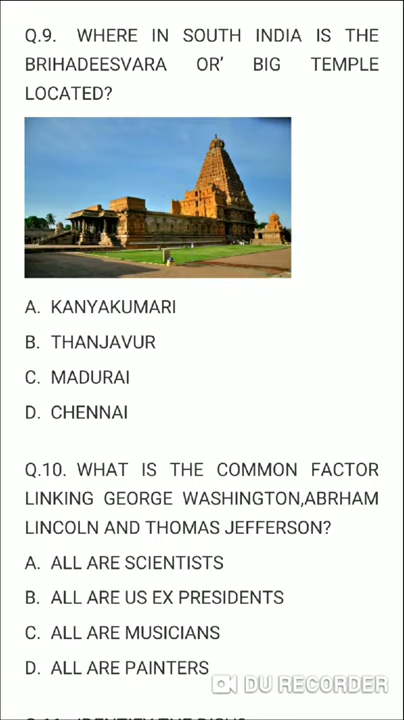 Q.9. WHERE IN SOUTH INDIA IS THE
BRIHADEESVARA OR’ BIG TEMPLE
LOCATED?
A. KANYAKUMARI
B. THANJAVUR
C. MADURAI
D. CHENNAI
Q.10. WHAT IS THE COMMON FACTOR
LINKING GEORGE WASHINGTON,ABRHAM
LINCOLN AND THOMAS JEFFERSON?
A. ALL ARE SCIENTISTS
B. ALL ARE US EX PRESIDENTS
C. ALL ARE MUSICIANS
D. ALL ARE PAINTERS
DU RECORDER